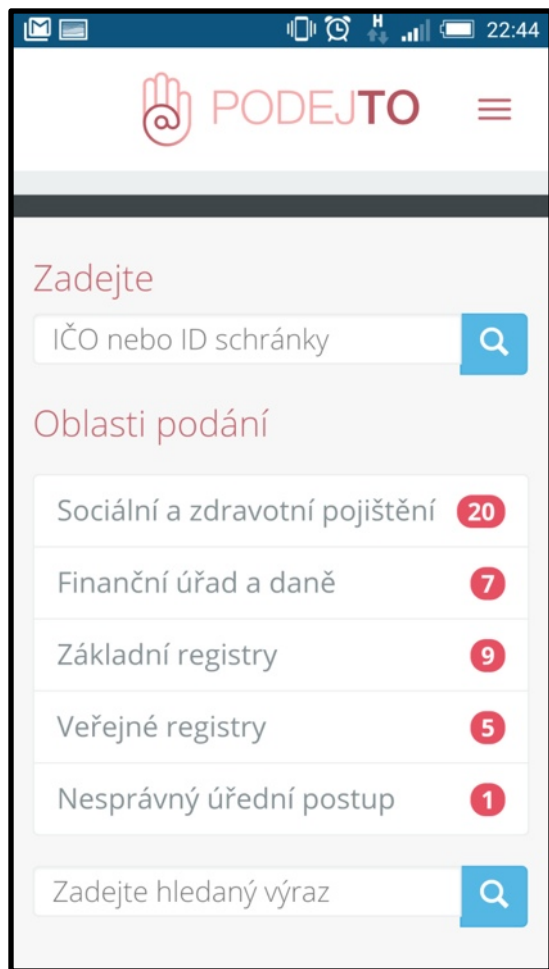 H 22:44
@ PODEJTO
Zadejte
IČO nebo ID schránky
Oblasti podání
Sociální a zdravotní pojištění 20
Finanční úřad a daně 7
Základní registry 9
Veřejné registry 5
Nesprávný úřední postup 1
Zadejte hledaný výraz